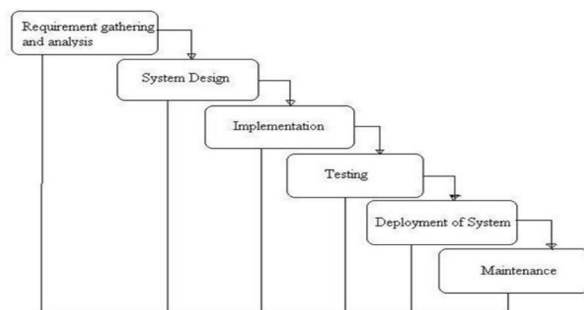 Requirement gathering
and analysis
System Design
Implementation
Testing
Deployment of System
Maintenance